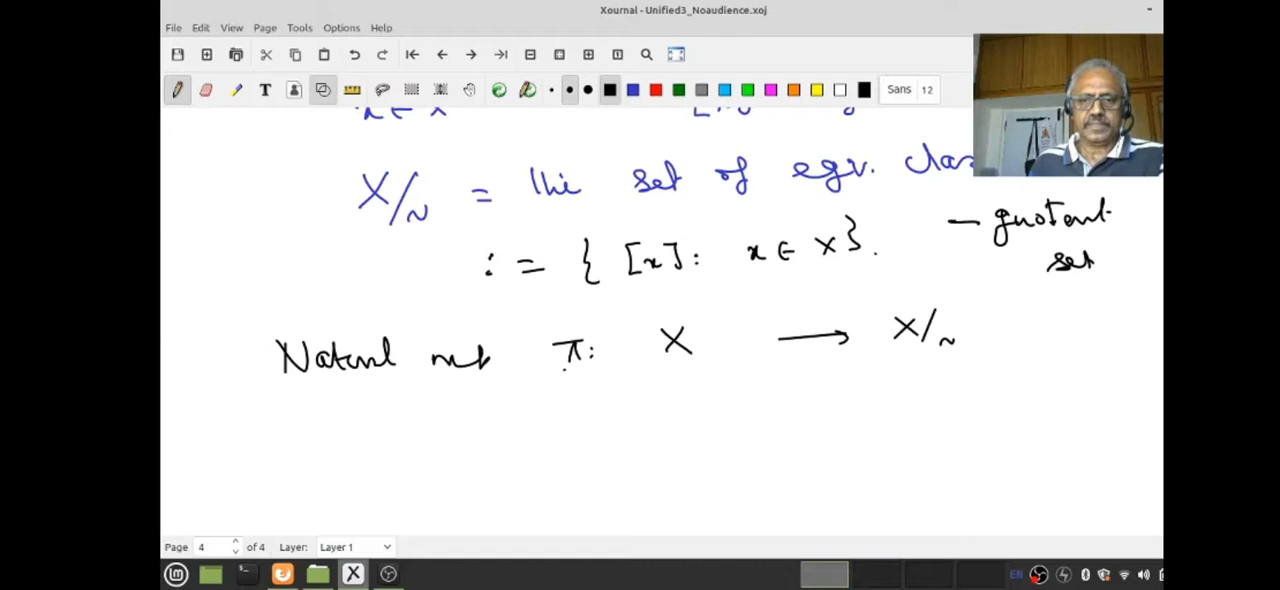 Xournal - Unified3_Noaudience.xoj
File Edit View Page Tools Options Help
Sans 12
x ∈ X
X/~ = the set of eqv. clas
:= { [x] : x ∈ X }.
— quotient
set
Natural map π: X ⟶ X/~
Page 4 of 4 Layer: Layer 1
EN